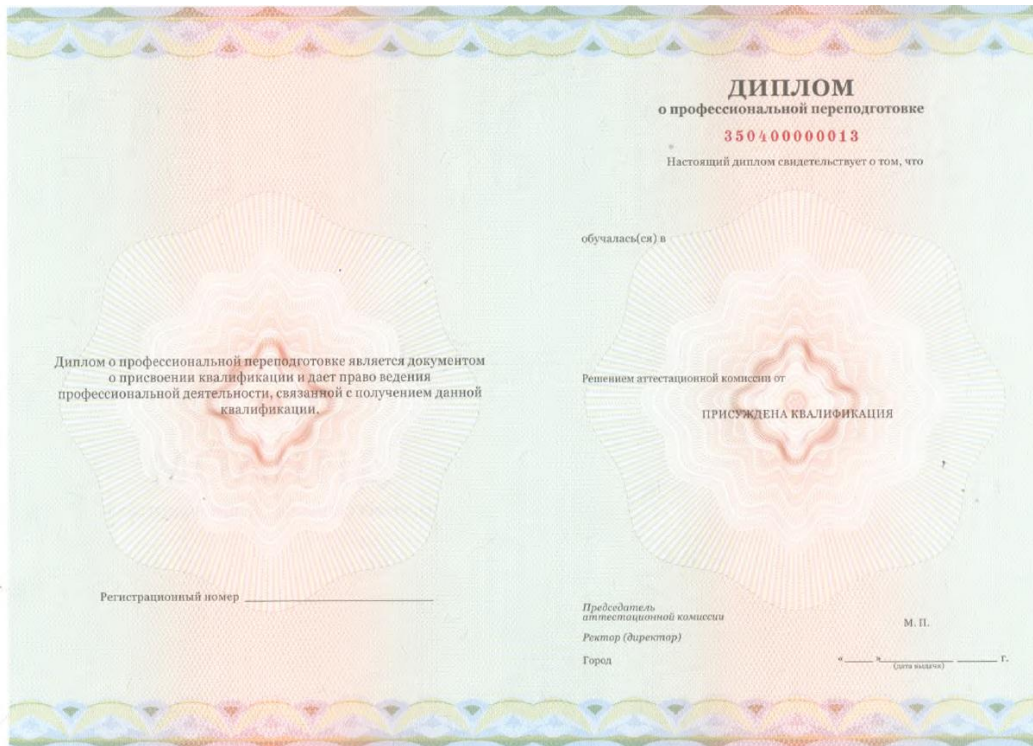 Диплом о профессиональной переподготовке является документом
о присвоении квалификации и дает право ведения
профессиональной деятельности, связанной с получением данной
квалификации.
Регистрационный номер
ДИПЛОМ
о профессиональной переподготовке
350400000013
Настоящий диплом свидетельствует о том, что
обучалась(ся) в
Решением аттестационной комиссии от
ПРИСУЖДЕНА КВАЛИФИКАЦИЯ
Председатель
аттестационной комиссии
М. П.
Ректор (директор)
Город
« » г.
(дата выдачи)